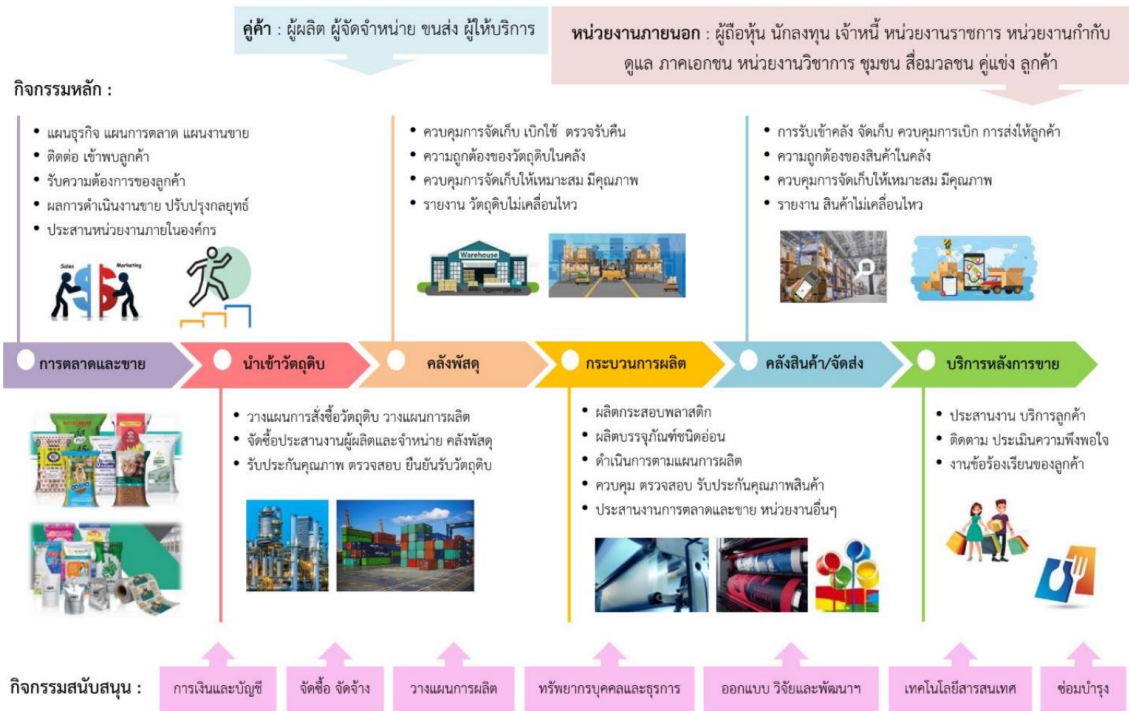 คู่ค้า : ผู้ผลิต ผู้จัดจำหน่าย ขนส่ง ผู้ให้บริการ
หน่วยงานภายนอก : ผู้ถือหุ้น นักลงทุน เจ้าหนี้ หน่วยงานราชการ หน่วยงานกำกับ
ดูแล ภาคเอกชน หน่วยงานวิชาการ ชุมชน สื่อมวลชน คู่แข่ง ลูกค้า
กิจกรรมหลัก :
• แผนธุรกิจ แผนการตลาด แผนงานขาย
• ติดต่อ เข้าพบลูกค้า
• รับความต้องการของลูกค้า
• ผลการดำเนินงานขาย ปรับปรุงกลยุทธ์
• ประสานหน่วยงานภายในองค์กร
Sales
Marketing
• ควบคุมการจัดเก็บ เบิกใช้ ตรวจรับคืน
• ความถูกต้องของวัตถุดิบในคลัง
• ควบคุมการจัดเก็บให้เหมาะสม มีคุณภาพ
• รายงาน วัตถุดิบไม่เคลื่อนไหว
Warehouse
• การรับเข้าคลัง จัดเก็บ ควบคุมการเบิก การส่งให้ลูกค้า
• ความถูกต้องของสินค้าในคลัง
• ควบคุมการจัดเก็บให้เหมาะสม มีคุณภาพ
• รายงาน สินค้าไม่เคลื่อนไหว
การตลาดและขาย
นำเข้าวัตถุดิบ
คลังพัสดุ
กระบวนการผลิต
คลังสินค้า/จัดส่ง
บริการหลังการขาย
• วางแผนการสั่งซื้อวัตถุดิบ วางแผนการผลิต
• จัดซื้อประสานงานผู้ผลิตและจำหน่าย คลังพัสดุ
• รับประกันคุณภาพ ตรวจสอบ ยืนยันรับวัตถุดิบ
• ผลิตกระสอบพลาสติก
• ผลิตบรรจุภัณฑ์ชนิดอ่อน
• ดำเนินการตามแผนการผลิต
• ควบคุม ตรวจสอบ รับประกันคุณภาพสินค้า
• ประสานงานการตลาดและขาย หน่วยงานอื่นๆ
• ประสานงาน บริการลูกค้า
• ติดตาม ประเมินความพึงพอใจ
• งานข้อร้องเรียนของลูกค้า
กิจกรรมสนับสนุน :
การเงินและบัญชี
จัดซื้อ จัดจ้าง
วางแผนการผลิต
ทรัพยากรบุคคลและธุรการ
ออกแบบ วิจัยและพัฒนาฯ
เทคโนโลยีสารสนเทศ
ซ่อมบำรุง